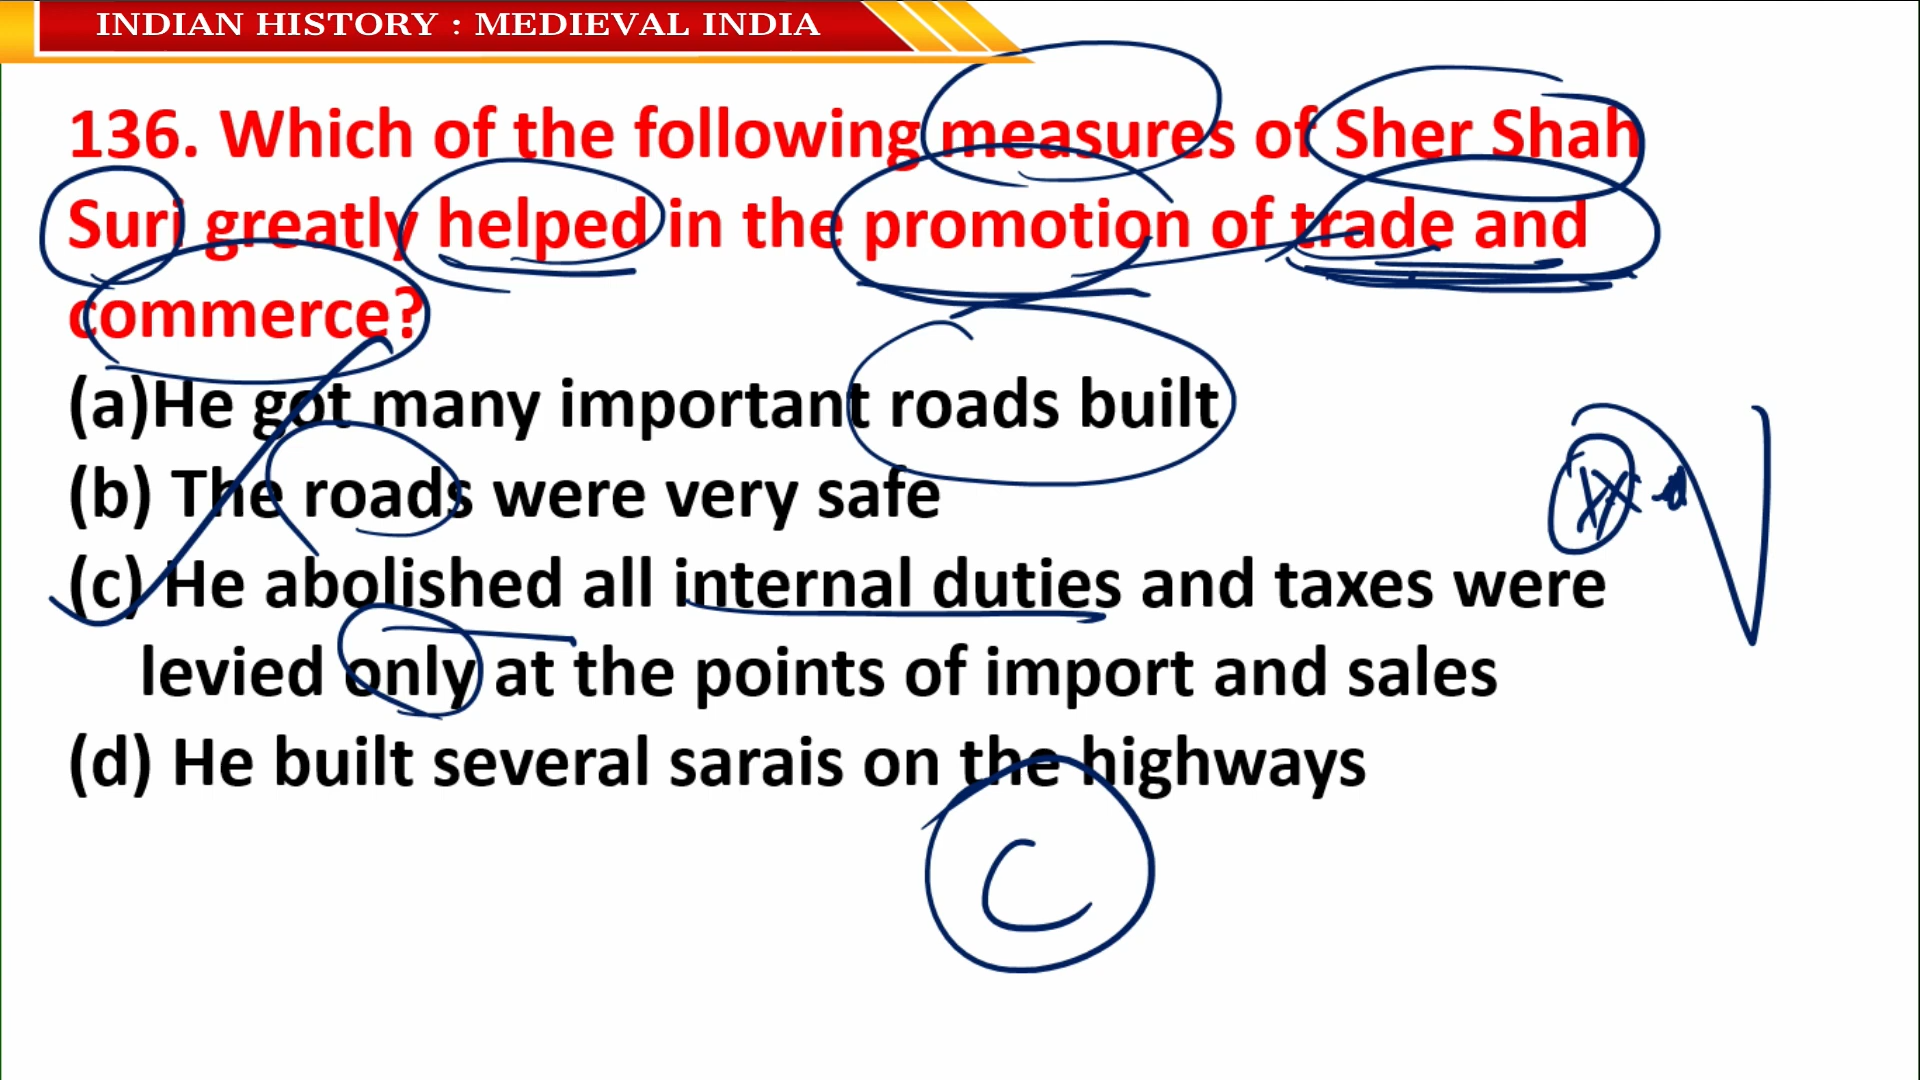 INDIAN HISTORY : MEDIEVAL INDIA
136. Which of the following measures of Sher Shah
Suri greatly helped in the promotion of trade and
commerce?
(a)He got many important roads built
(b) The roads were very safe
(c) He abolished all internal duties and taxes were
levied only at the points of import and sales
(d) He built several sarais on the highways
C